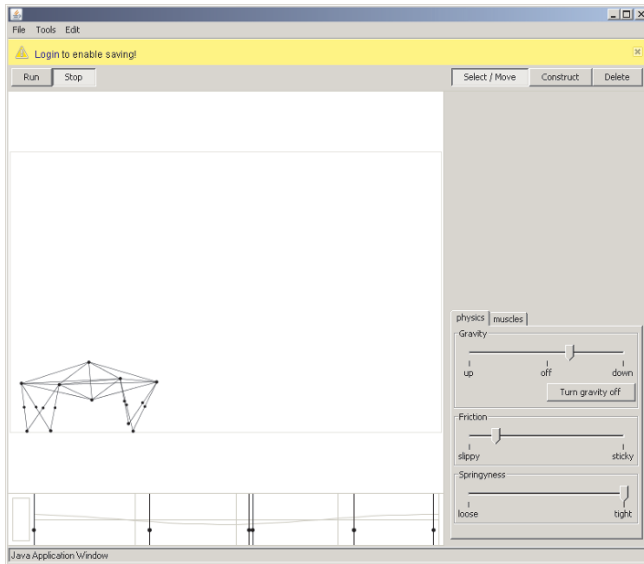 File Tools Edit
Login to enable saving!
Run Stop Select / Move Construct Delete
physics muscles
Gravity
up off down
Turn gravity off
Friction
slippy sticky
Springyness
loose tight
Java Application Window